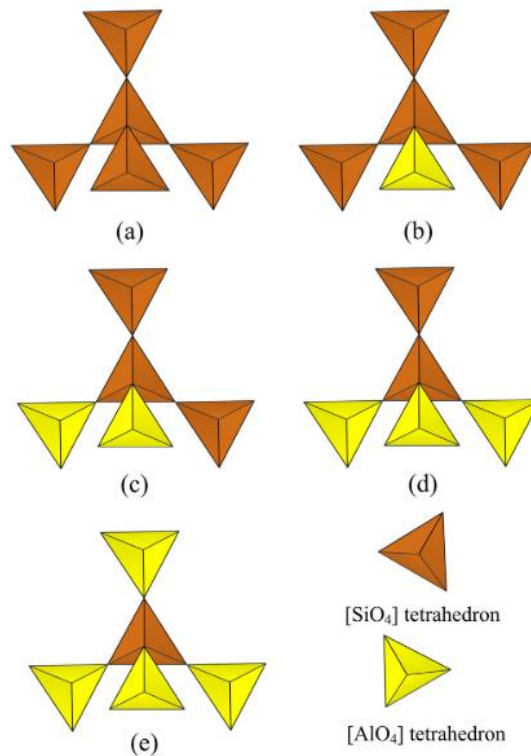 (a)
(b)
(c)
(d)
[SiO₄] tetrahedron
[AlO₄] tetrahedron
(e)